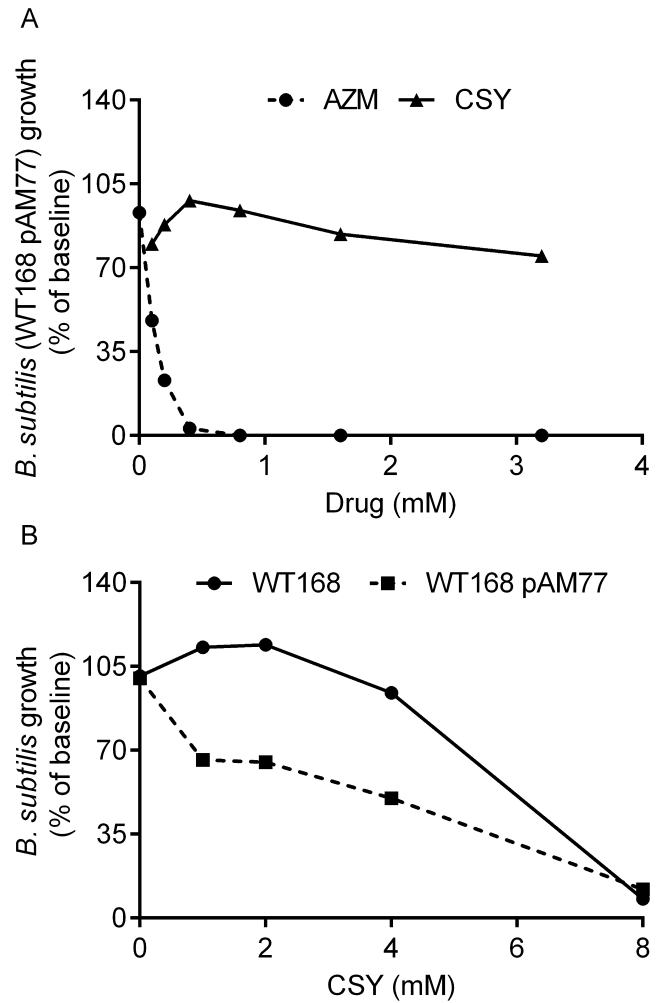 A
B. subtilis (WT168 pAM77) growth
(% of baseline)
AZM CSY
140
105
70
35
0
0 1 2 3 4
Drug (mM)
B
B. subtilis growth
(% of baseline)
WT168 WT168 pAM77
140
105
70
35
0
0 2 4 6 8
CSY (mM)